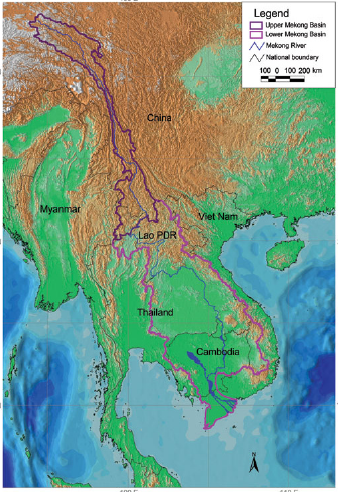 Legend
Upper Mekong Basin
Lower Mekong Basin
Mekong River
National boundary
100 0 100 200 km
China
Myanmar
Viet Nam
Lao PDR
Thailand
Cambodia
N